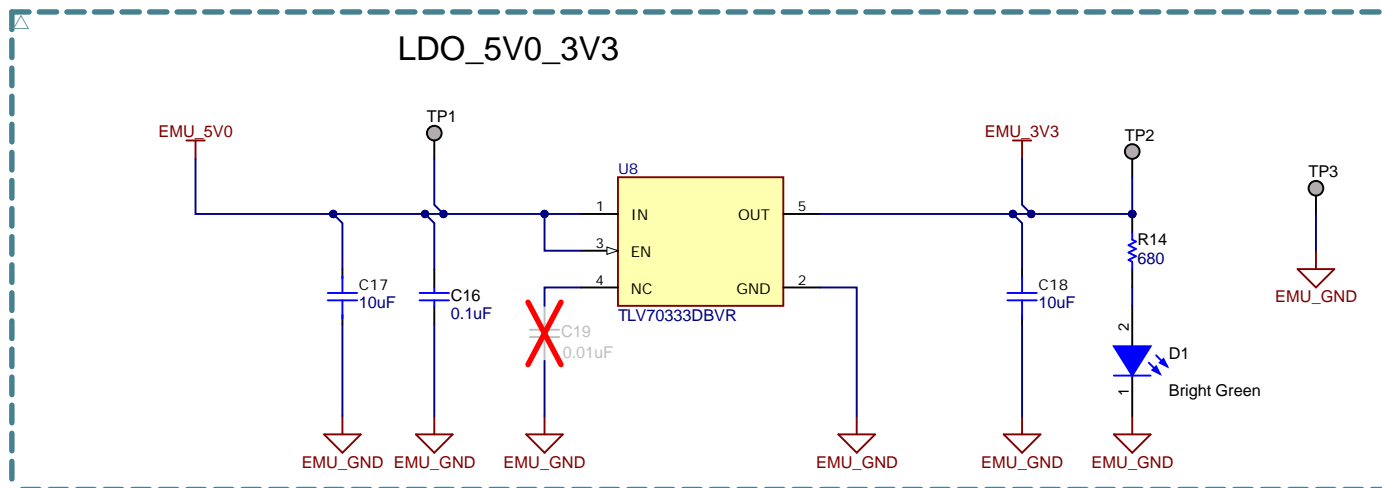 LDO_5V0_3V3
TP1
EMU_5V0
EMU_3V3
TP2
U8
TP3
1
IN
OUT
5
3
EN
R14
680
4
NC
GND
2
C17
10uF
C16
0.1uF
C18
10uF
EMU_GND
TLV70333DBVR
C19
0.01uF
2
D1
1
Bright Green
EMU_GND
EMU_GND
EMU_GND
EMU_GND
EMU_GND
EMU_GND